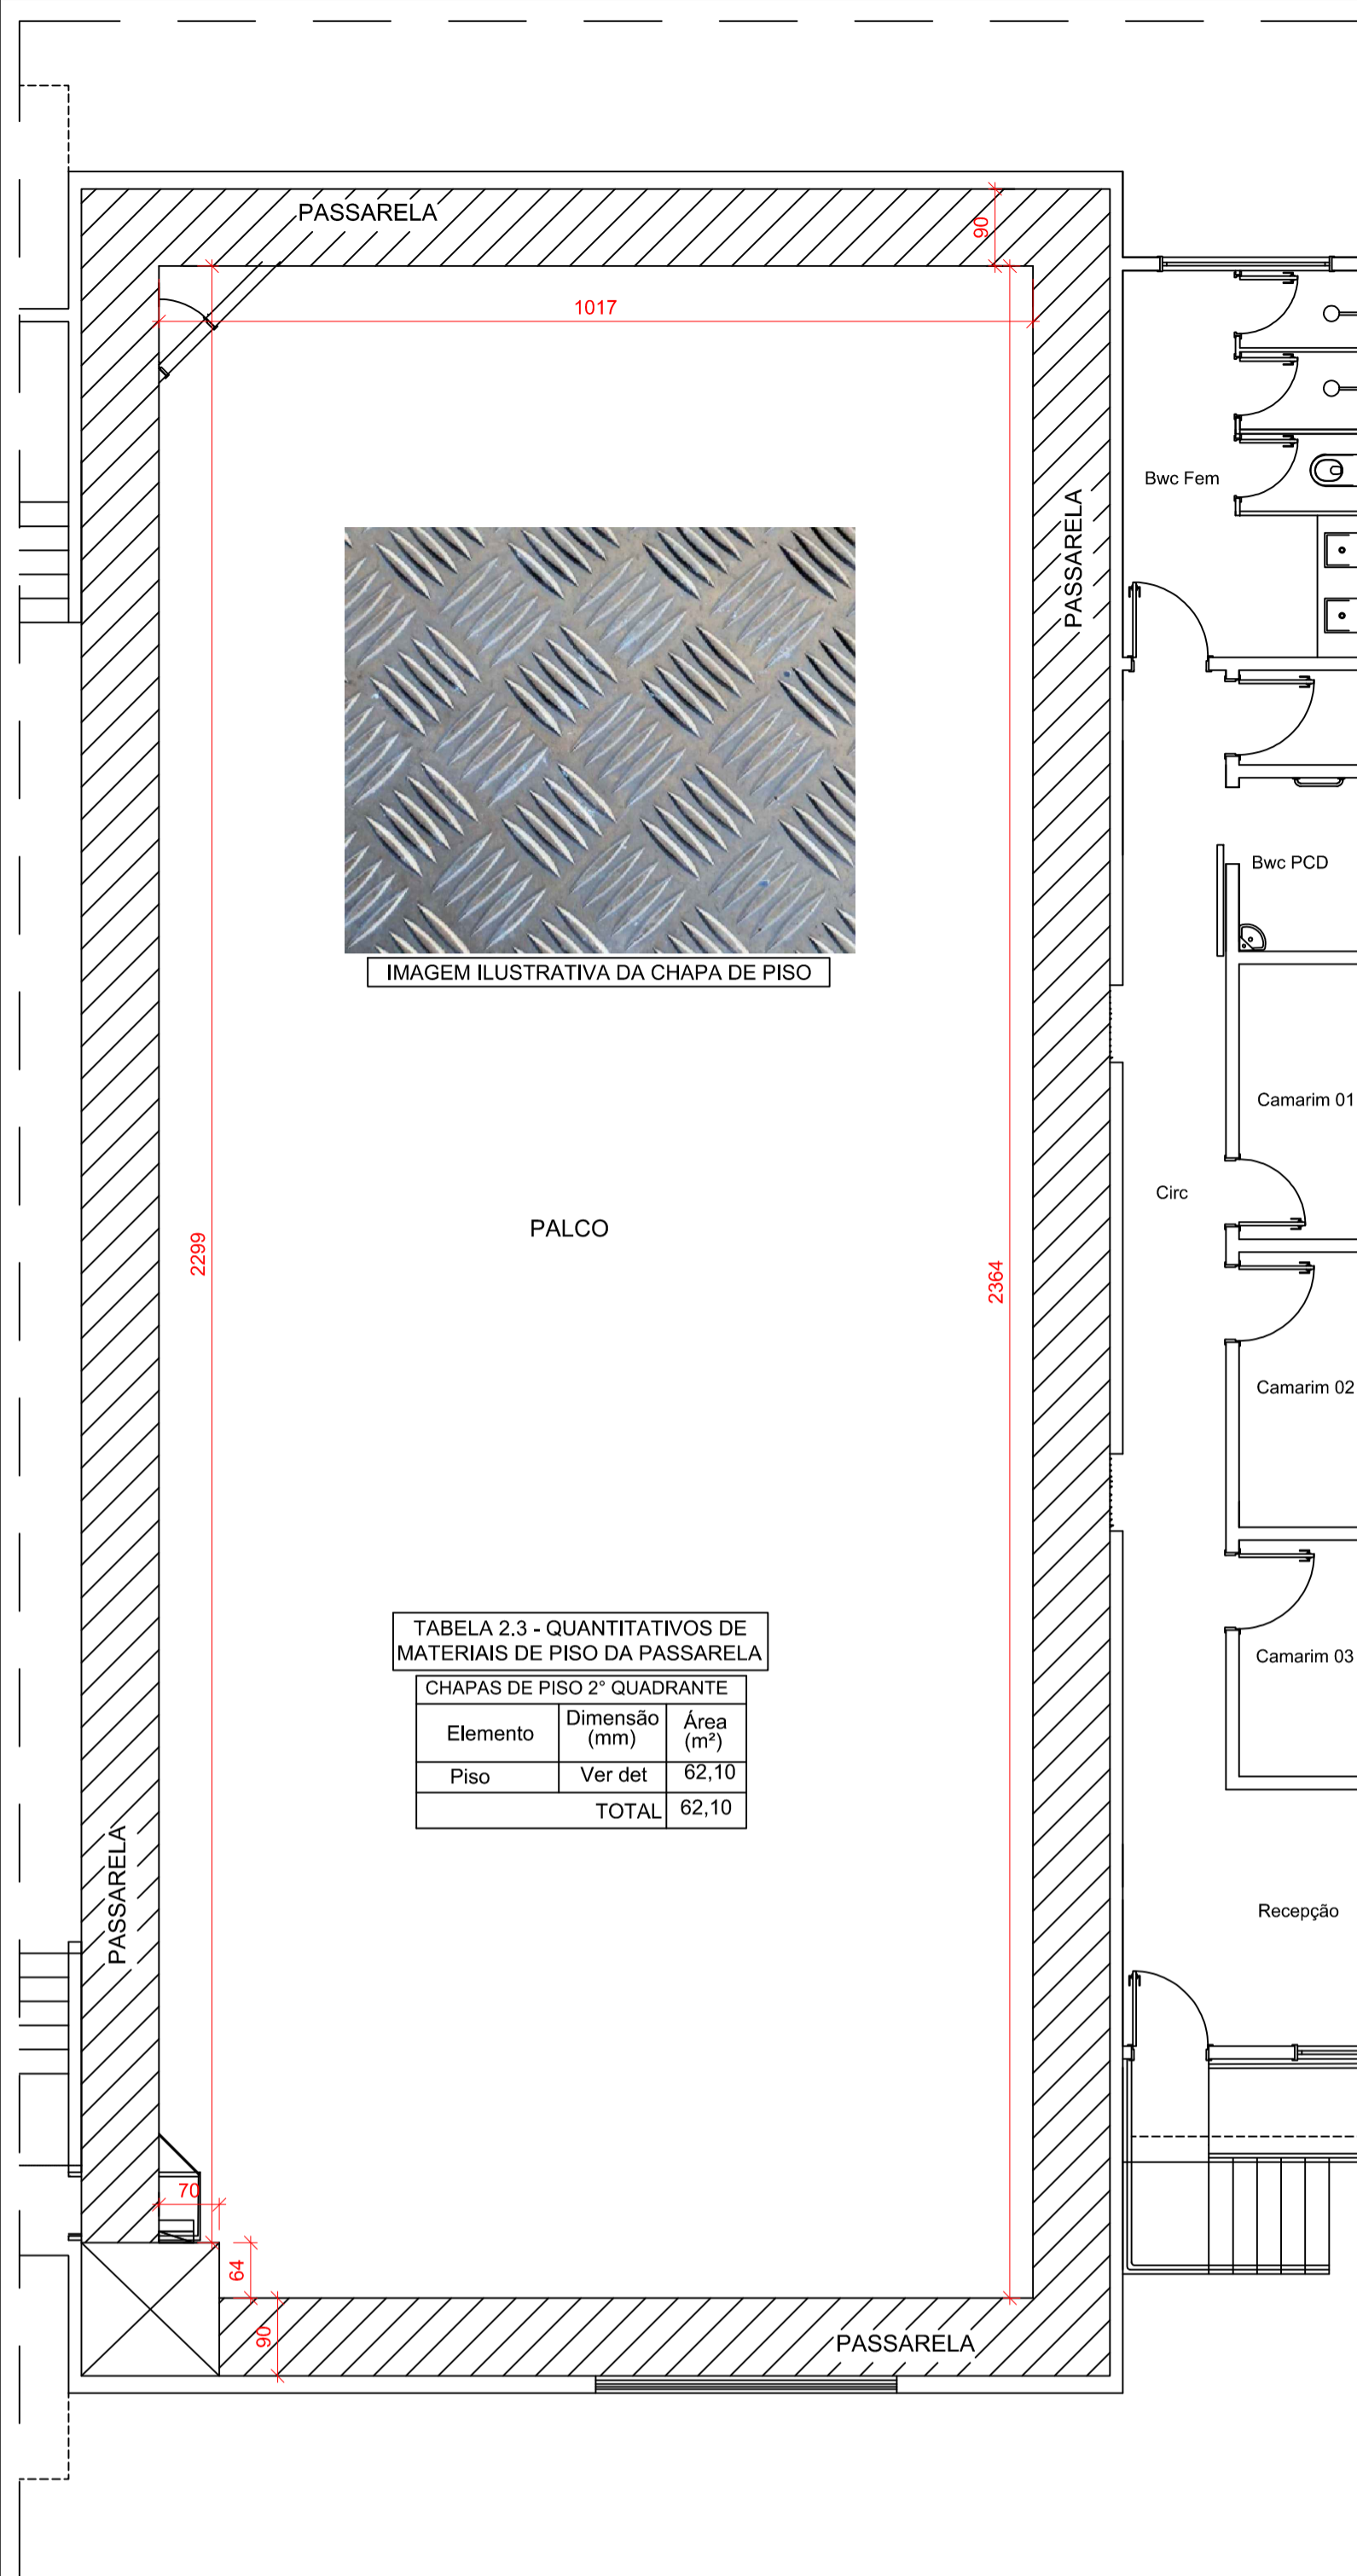 PASSARELA
90
1017
Bwc Fem
PASSARELA
Bwc PCD
IMAGEM ILUSTRATIVA DA CHAPA DE PISO
Camarim 01
Circ
PALCO
2299
2364
Camarim 02
TABELA 2.3 - QUANTITATIVOS DE
MATERIAIS DE PISO DA PASSARELA
CHAPAS DE PISO 2° QUADRANTE
Elemento Dimensão (mm) Área (m²)
Piso Ver det 62,10
TOTAL 62,10
Camarim 03
PASSARELA
Recepção
70
64
90
PASSARELA